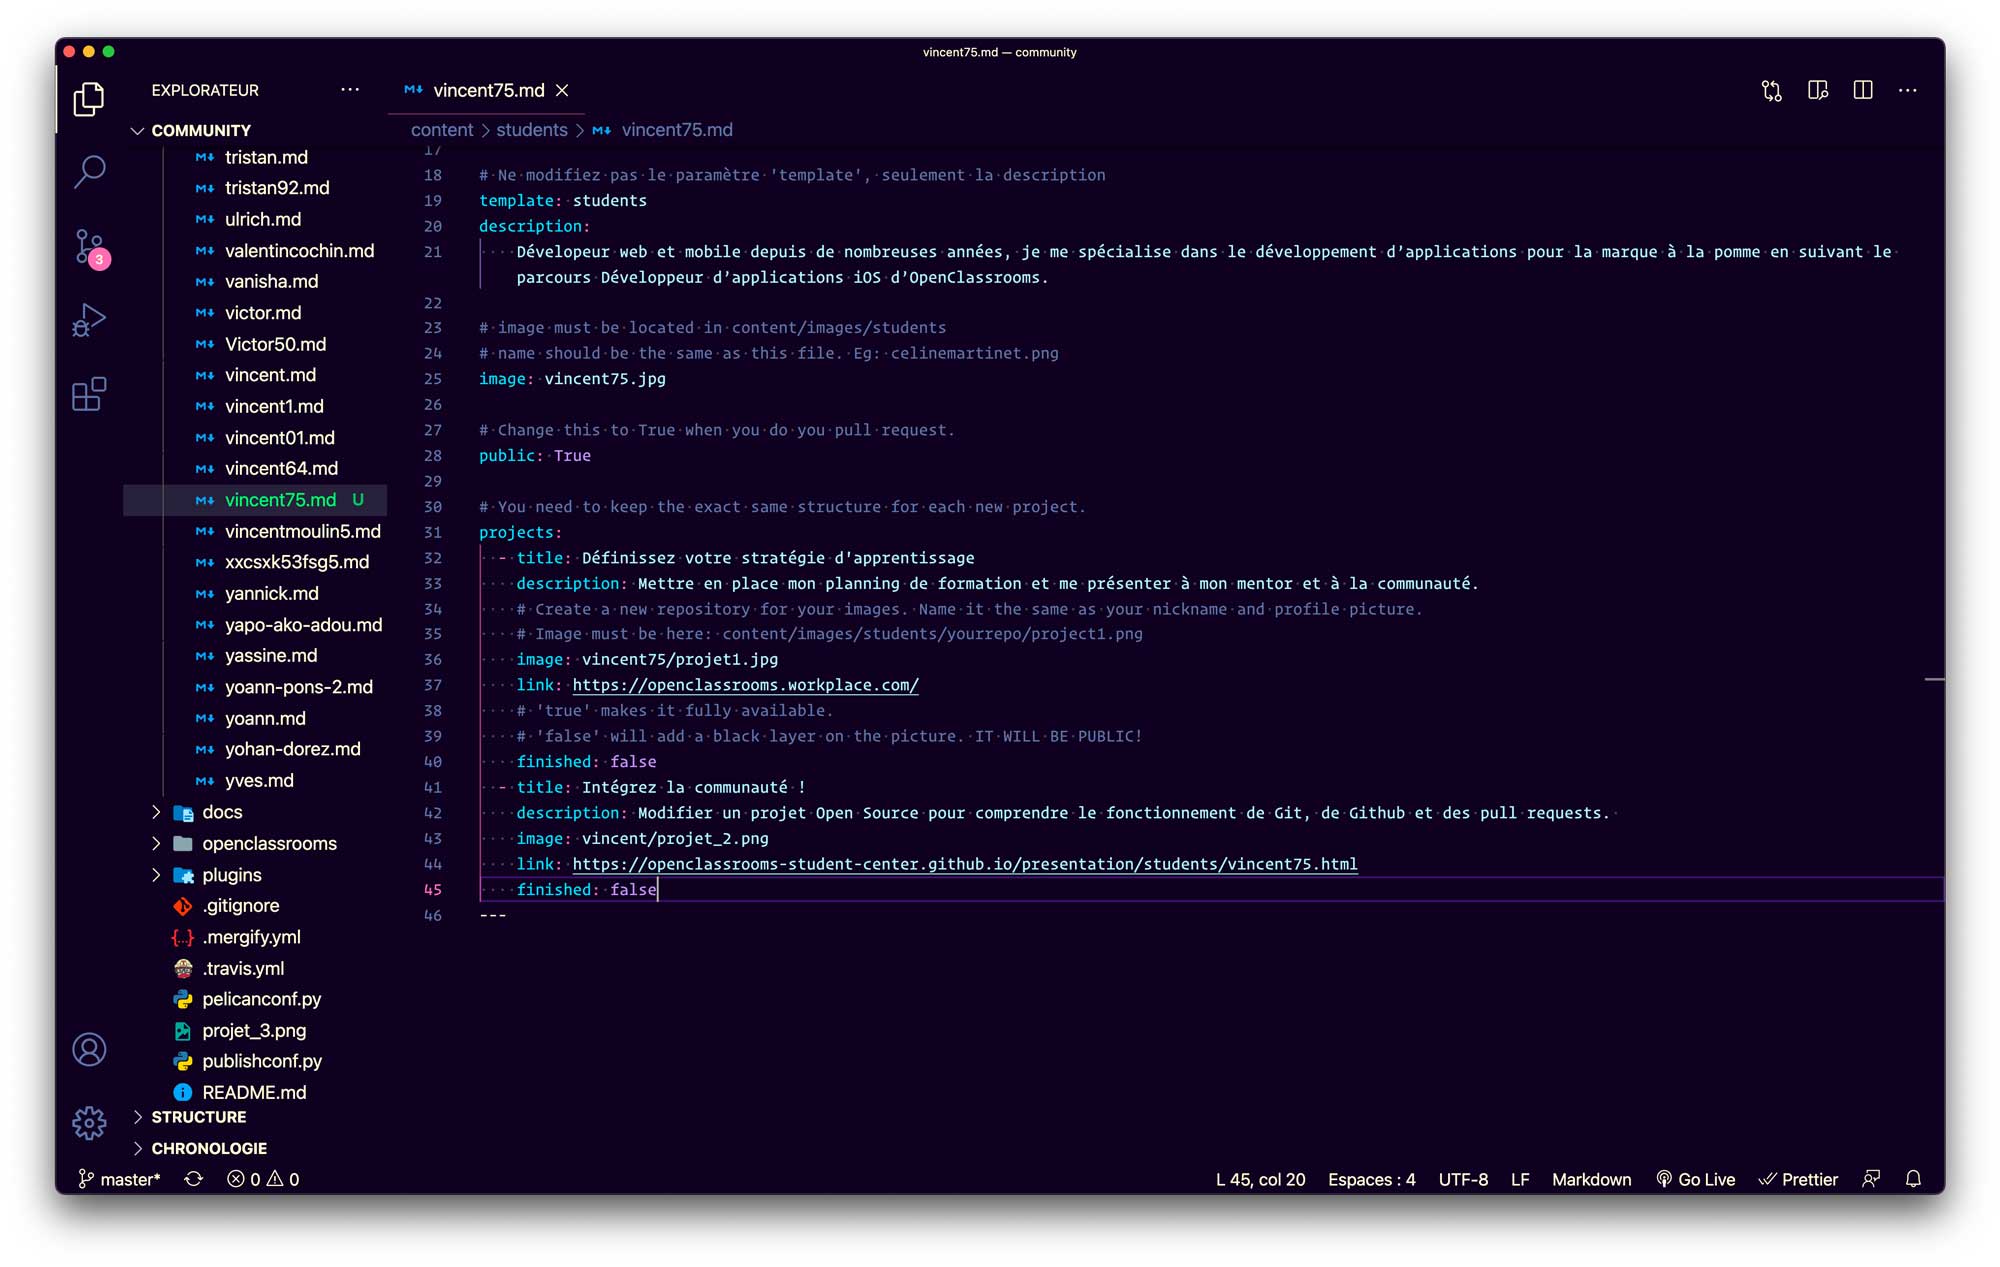 vincent75.md — community
EXPLORATEUR ···
COMMUNITY
tristan.md
tristan92.md
ulrich.md
valentincochin.md
vanisha.md
victor.md
Victor50.md
vincent.md
vincent1.md
vincent01.md
vincent64.md
vincent75.md U
vincentmoulin5.md
xxcsxk53fsg5.md
yannick.md
yapo-ako-adou.md
yassine.md
yoann-pons-2.md
yoann.md
yohan-dorez.md
yves.md
docs
openclassrooms
plugins
.gitignore
.mergify.yml
.travis.yml
pelicanconf.py
projet_3.png
publishconf.py
README.md
STRUCTURE
CHRONOLOGIE
3
vincent75.md
content > students > vincent75.md
17
18 # Ne modifiez pas le paramètre 'template', seulement la description
19 template: students
20 description:
21 Dévelopeur web et mobile depuis de nombreuses années, je me spécialise dans le développement d’applications pour la marque à la pomme en suivant le
parcours Développeur d’applications iOS d’OpenClassrooms.
22
23 # image must be located in content/images/students
24 # name should be the same as this file. Eg: celinemartinet.png
25 image: vincent75.jpg
26
27 # Change this to True when you do you pull request.
28 public: True
29
30 # You need to keep the exact same structure for each new project.
31 projects:
32 - title: Définissez votre stratégie d'apprentissage
33 description: Mettre en place mon planning de formation et me présenter à mon mentor et à la communauté.
34 # Create a new repository for your images. Name it the same as your nickname and profile picture.
35 # Image must be here: content/images/students/yourrepo/project1.png
36 image: vincent75/projet1.jpg
37 link: https://openclassrooms.workplace.com/
38 # 'true' makes it fully available.
39 # 'false' will add a black layer on the picture. IT WILL BE PUBLIC!
40 finished: false
41 - title: Intégrez la communauté !
42 description: Modifier un projet Open Source pour comprendre le fonctionnement de Git, de Github et des pull requests.
43 image: vincent/projet_2.png
44 link: https://openclassrooms-student-center.github.io/presentation/students/vincent75.html
45 finished: false
46 ---
master* 0 0 L 45, col 20 Espaces : 4 UTF-8 LF Markdown Go Live Prettier